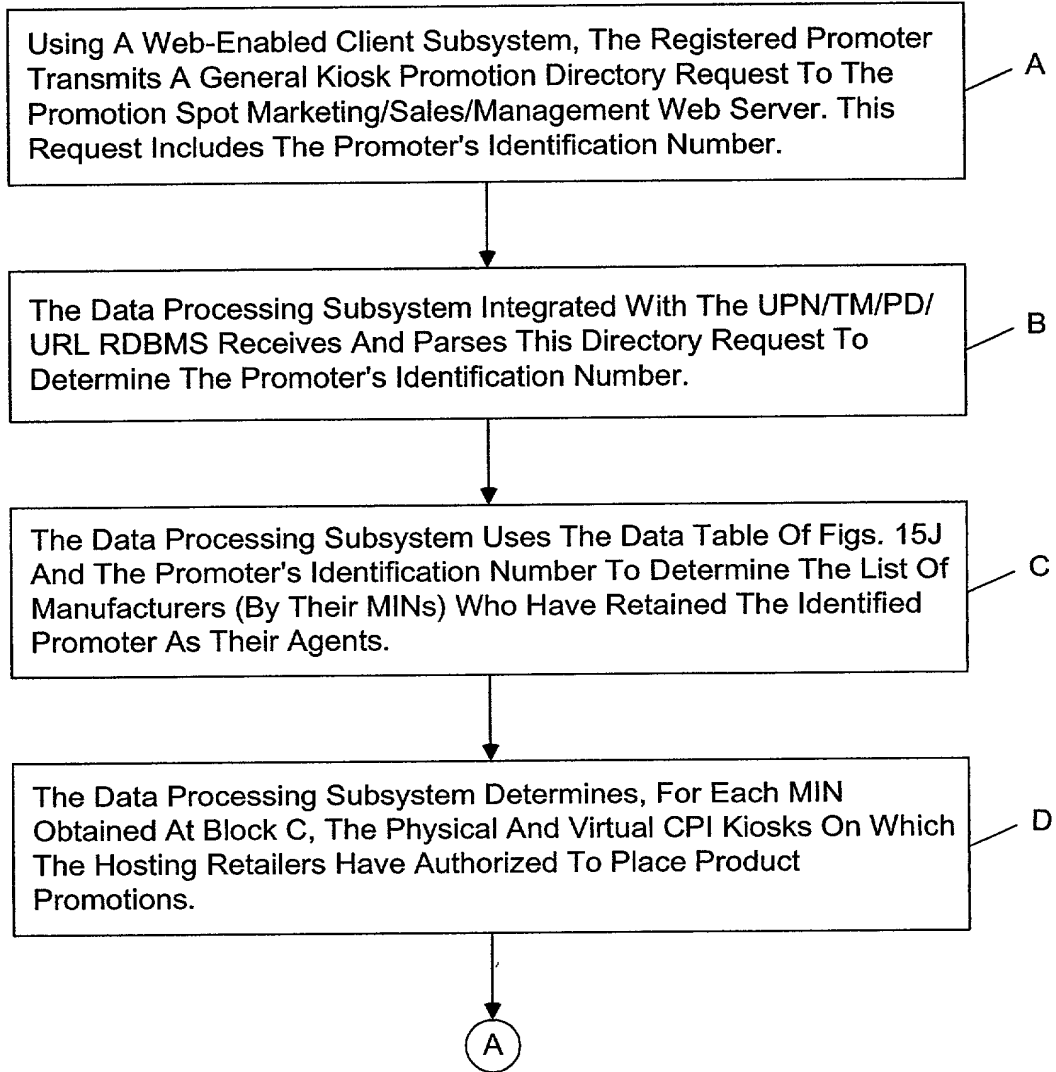 Using A Web-Enabled Client Subsystem, The Registered Promoter
Transmits A General Kiosk Promotion Directory Request To The
Promotion Spot Marketing/Sales/Management Web Server. This
Request Includes The Promoter's Identification Number.
A
The Data Processing Subsystem Integrated With The UPN/TM/PD/
URL RDBMS Receives And Parses This Directory Request To
Determine The Promoter's Identification Number.
B
The Data Processing Subsystem Uses The Data Table Of Figs. 15J
And The Promoter's Identification Number To Determine The List Of
Manufacturers (By Their MINs) Who Have Retained The Identified
Promoter As Their Agents.
C
The Data Processing Subsystem Determines, For Each MIN
Obtained At Block C, The Physical And Virtual CPI Kiosks On Which
The Hosting Retailers Have Authorized To Place Product
Promotions.
D
A